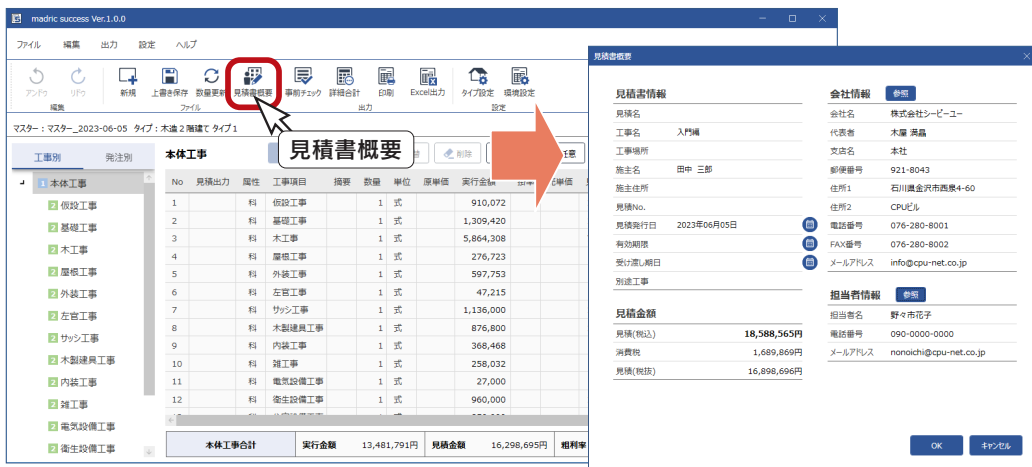 madric success Ver.1.0.0
ファイル 編集 出力 設定 ヘルプ
アンドゥ リドゥ 新規 上書き保存 数量更新 見積書概要 事前チェック 詳細合計 印刷 Excel出力 タイプ設定 環境設定
編集 ファイル 出力 設定
マスター : マスター_2023-06-05 タイプ : 木造2階建て タイプ1
見積書概要
工事別 発注別
本体工事
削除
任意
1 本体工事
2 仮設工事
2 基礎工事
2 木工事
2 屋根工事
2 外装工事
2 左官工事
2 サッシ工事
2 木製建具工事
2 内装工事
2 雑工事
2 電気設備工事
2 衛生設備工事
No 見積出力 属性 工事項目 摘要 数量 単位 原単価 実行金額
1 科 仮設工事 1 式 910,072
2 科 基礎工事 1 式 1,309,420
3 科 木工事 1 式 5,864,308
4 科 屋根工事 1 式 276,723
5 科 外装工事 1 式 597,753
6 科 左官工事 1 式 47,215
7 科 サッシ工事 1 式 1,136,000
8 科 木製建具工事 1 式 876,800
9 科 内装工事 1 式 368,468
10 科 雑工事 1 式 258,032
11 科 電気設備工事 1 式 27,000
12 科 衛生設備工事 1 式 960,000
本体工事合計 実行金額 13,481,791円 見積金額 16,298,695円 粗利率
見積書概要
見積書情報
見積名
工事名 入門編
工事場所
施主名 田中 三郎
施主住所
見積No.
見積発行日 2023年06月05日
有効期限
受け渡し期日
別途工事
見積金額
見積(税込) 18,588,565円
消費税 1,689,869円
見積(税抜) 16,898,696円
会社情報 参照
会社名 株式会社シーピーユー
代表者 木屋 満晶
支店名 本社
郵便番号 921-8043
住所1 石川県金沢市西泉4-60
住所2 CPUビル
電話番号 076-280-8001
FAX番号 076-280-8002
メールアドレス info@cpu-net.co.jp
担当者情報 参照
担当者名 野々市花子
電話番号 090-0000-0000
メールアドレス nonoichi@cpu-net.co.jp
OK キャンセル